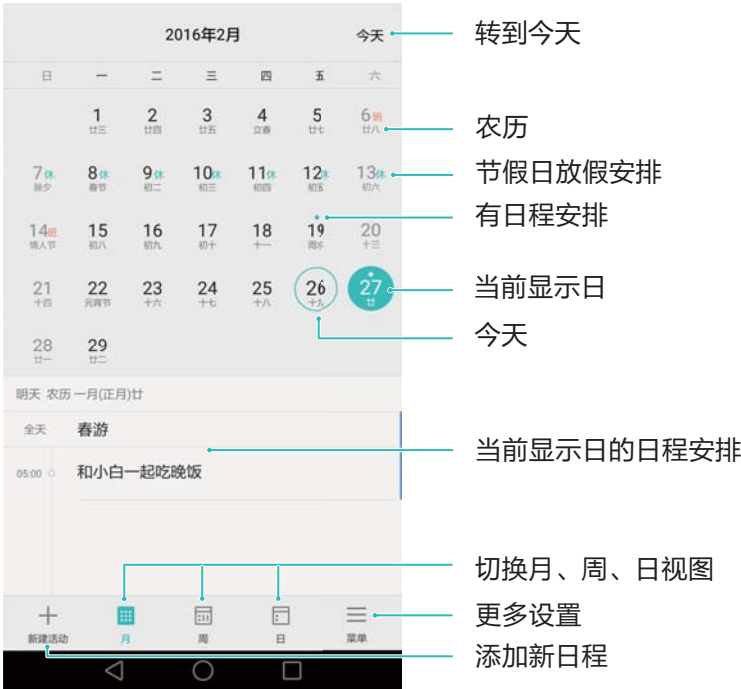 2016年2月 今天 转到今天
日 一 二 三 四 五 六
1 2 3 4 5 6班
廿三 廿四 廿五 立春 廿七 廿八 农历
7休 8休 9休 10休 11休 12休 13休 节假日放假安排
除夕 春节 初二 初三 初四 初五 初六
有日程安排
14班 15 16 17 18 19 20
情人节 初八 初九 初十 十一 雨水 十三
21 22 23 24 25 26 27 当前显示日
十四 元宵节 十六 十七 十八 十九 廿
今天
28 29
廿一 廿二
明天 农历 一月(正月)廿
全天 春游
当前显示日的日程安排
05:00 和小白一起吃晚饭
切换月、周、日视图
更多设置
新建活动 月 周 日 菜单
添加新日程